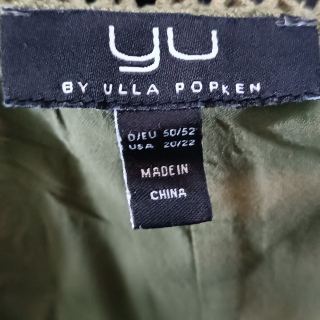 yu
BY ULLA POPKEN
D/EU 50/52
USA 20/22
MADE IN
CHINA